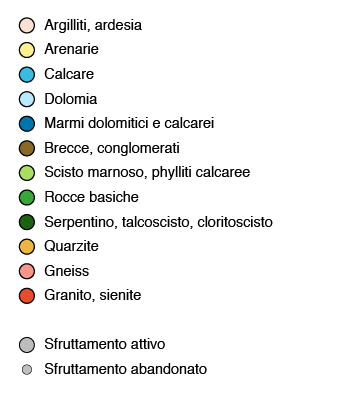 Argilliti, ardesia
Arenarie
Calcare
Dolomia
Marmi dolomitici e calcarei
Brecce, conglomerati
Scisto marnoso, phylliti calcaree
Rocce basiche
Serpentino, talcoscisto, cloritoscisto
Quarzite
Gneiss
Granito, sienite
Sfruttamento attivo
Sfruttamento abandonato